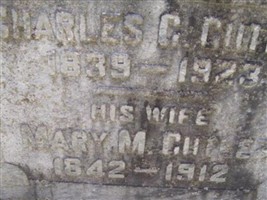 CHARLES C.
1839 - 1923
HIS WIFE
MARY M.
1842 - 1912